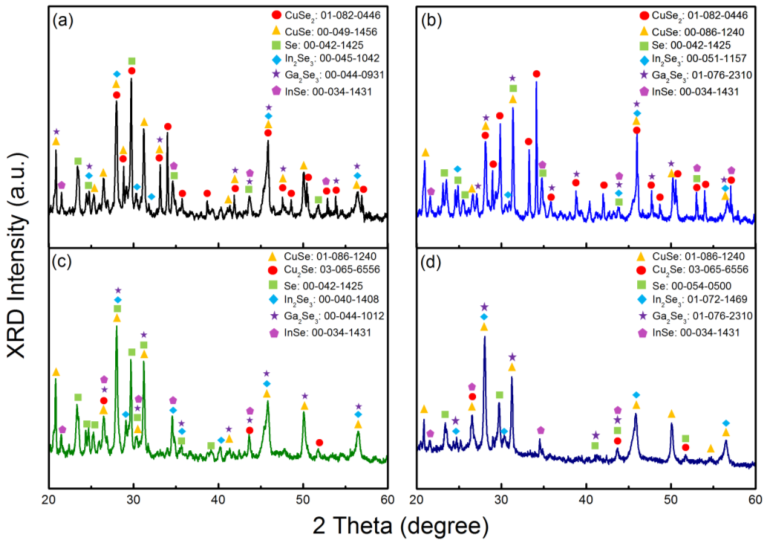 (a)
CuSe₂: 01-082-0446
CuSe: 00-049-1456
Se: 00-042-1425
In₂Se₃: 00-045-1042
Ga₂Se₃: 00-044-0931
InSe: 00-034-1431
(b)
CuSe₂: 01-082-0446
CuSe: 00-086-1240
Se: 00-042-1425
In₂Se₃: 00-051-1157
Ga₂Se₃: 01-076-2310
InSe: 00-034-1431
(c)
CuSe: 01-086-1240
Cu₂Se: 03-065-6556
Se: 00-042-1425
In₂Se₃: 00-040-1408
Ga₂Se₃: 00-044-1012
InSe: 00-034-1431
(d)
CuSe: 01-086-1240
Cu₂Se: 03-065-6556
Se: 00-054-0500
In₂Se₃: 01-072-1469
Ga₂Se₃: 01-076-2310
InSe: 00-034-1431
XRD Intensity (a.u.)
20 30 40 50 60
20 30 40 50 60
2 Theta (degree)